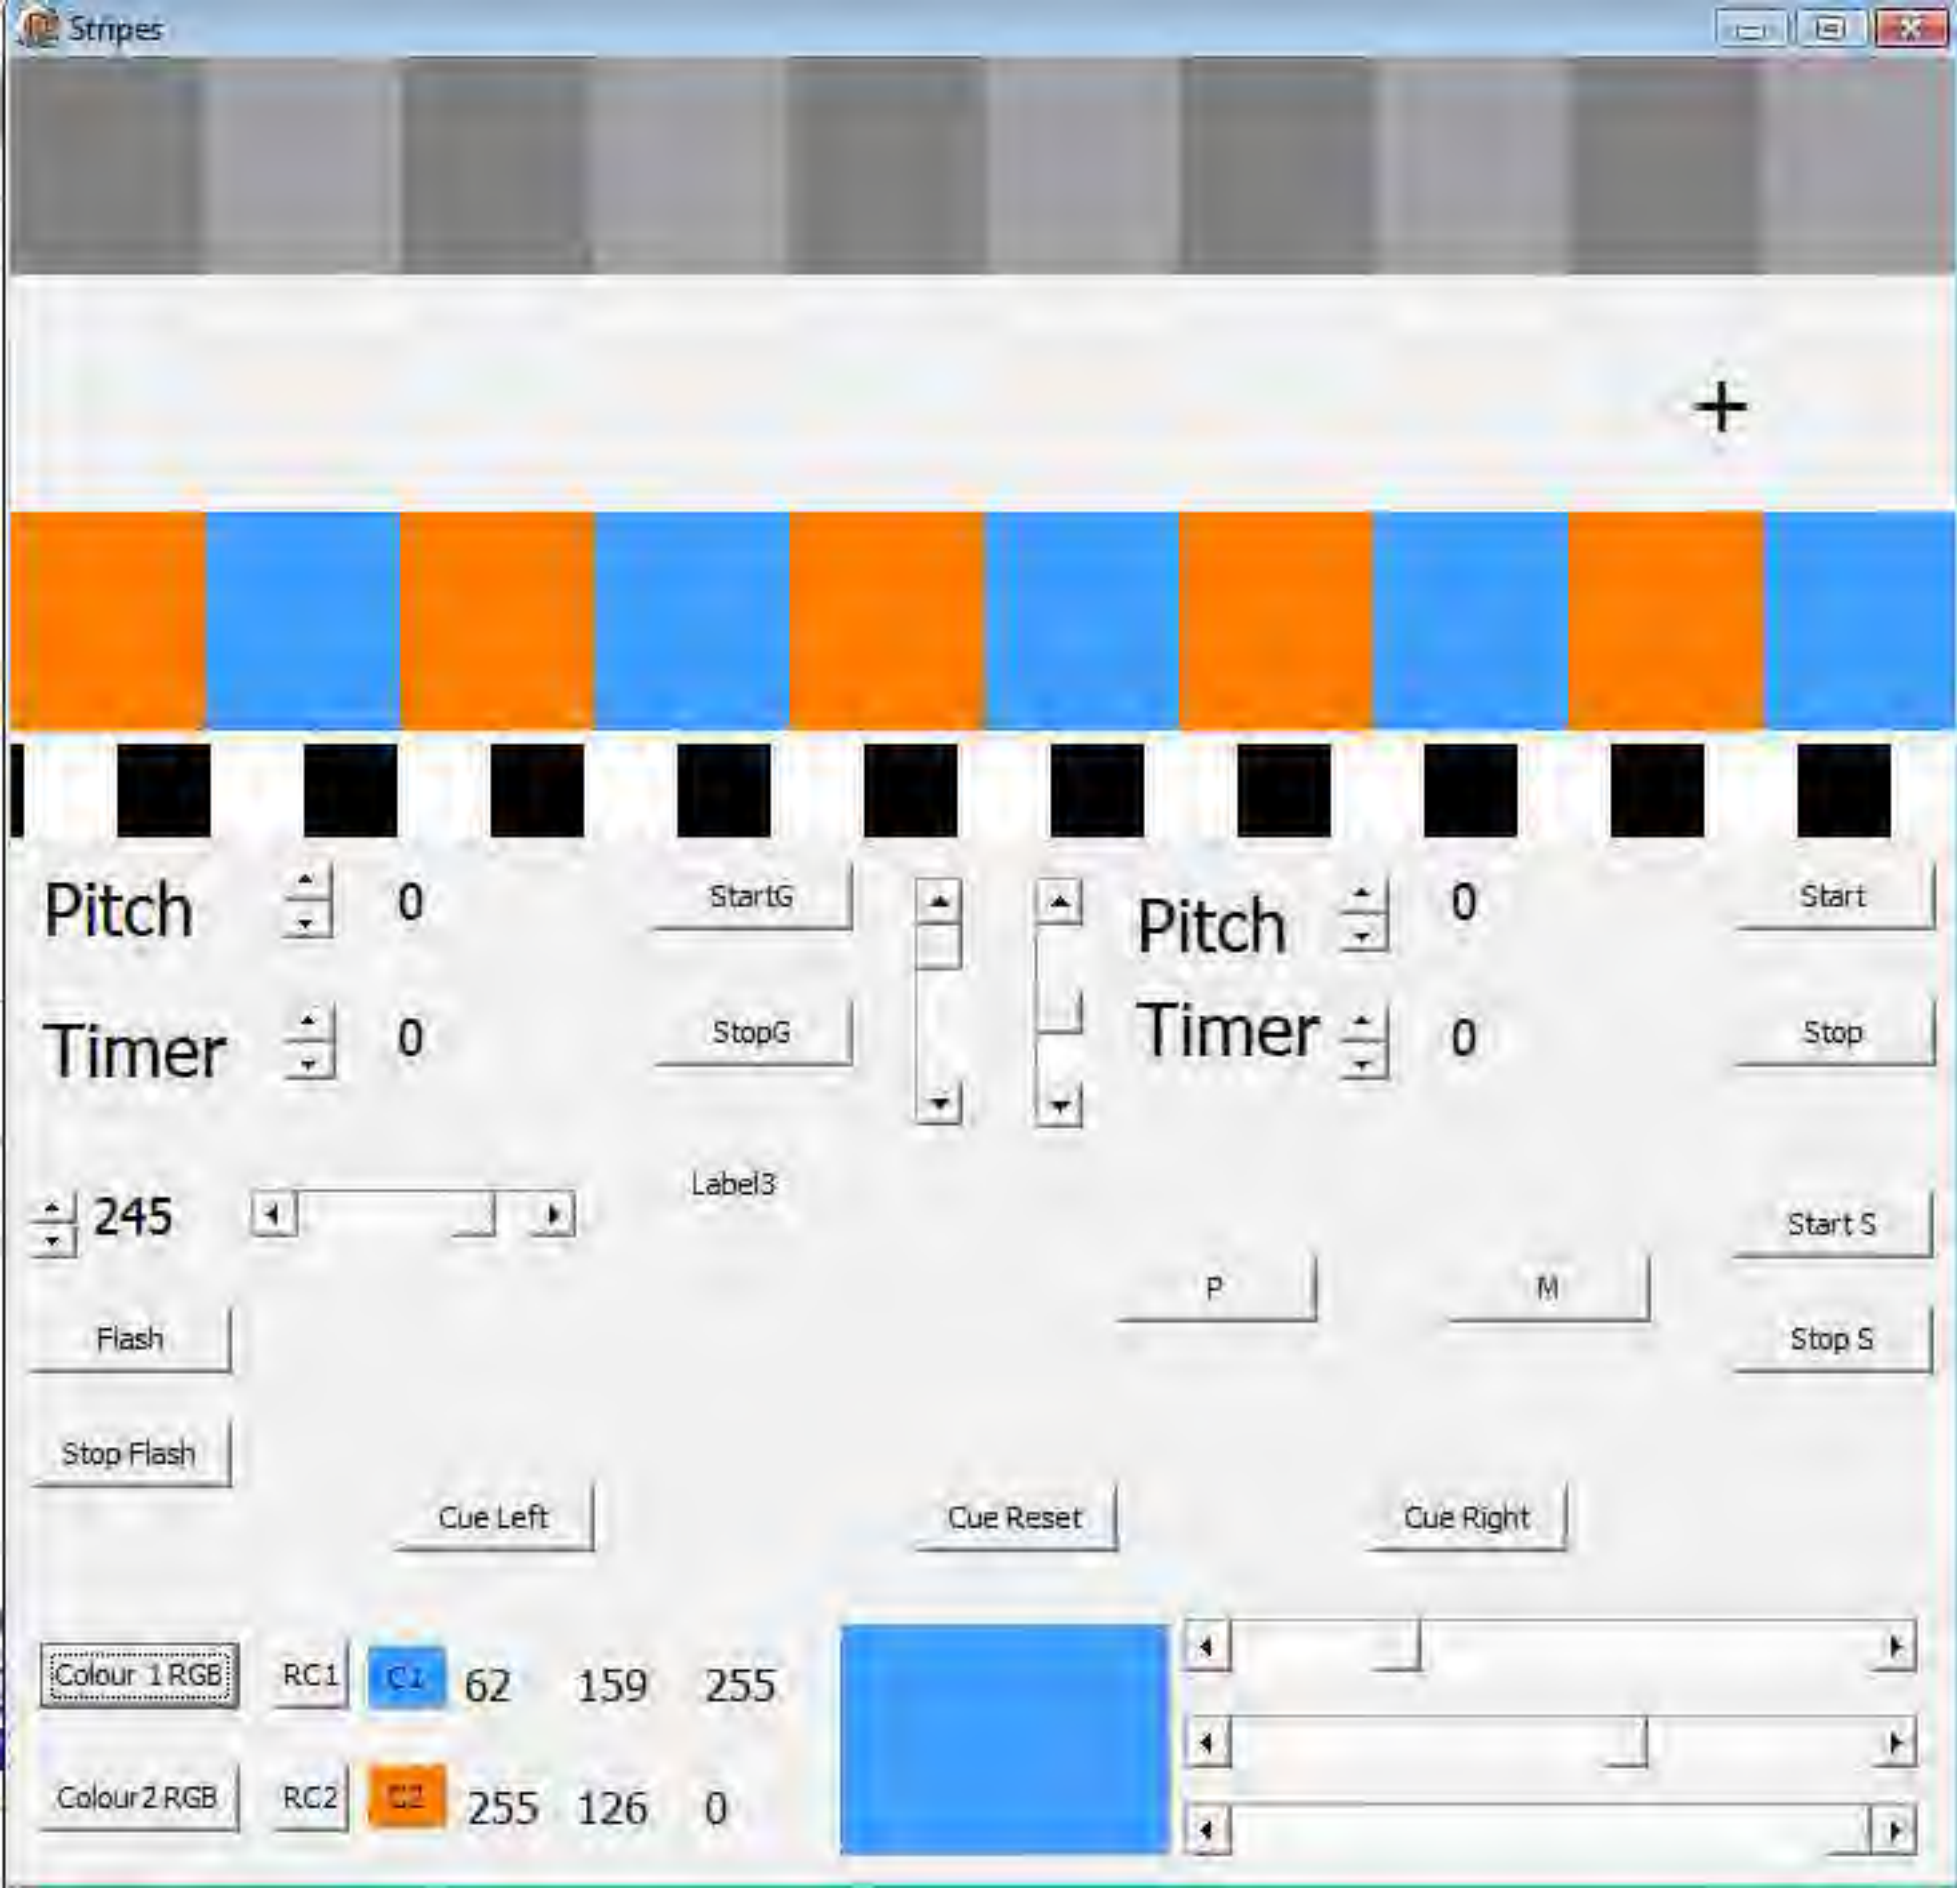 Stripes
+
Pitch 0 StartG Pitch 0 Start
Timer 0 StopG Timer 0 Stop
245 Label3 Start S
P M
Flash Stop S
Stop Flash
Cue Left Cue Reset Cue Right
Colour 1 RGB RC1 C1 62 159 255
Colour2 RGB RC2 C2 255 126 0